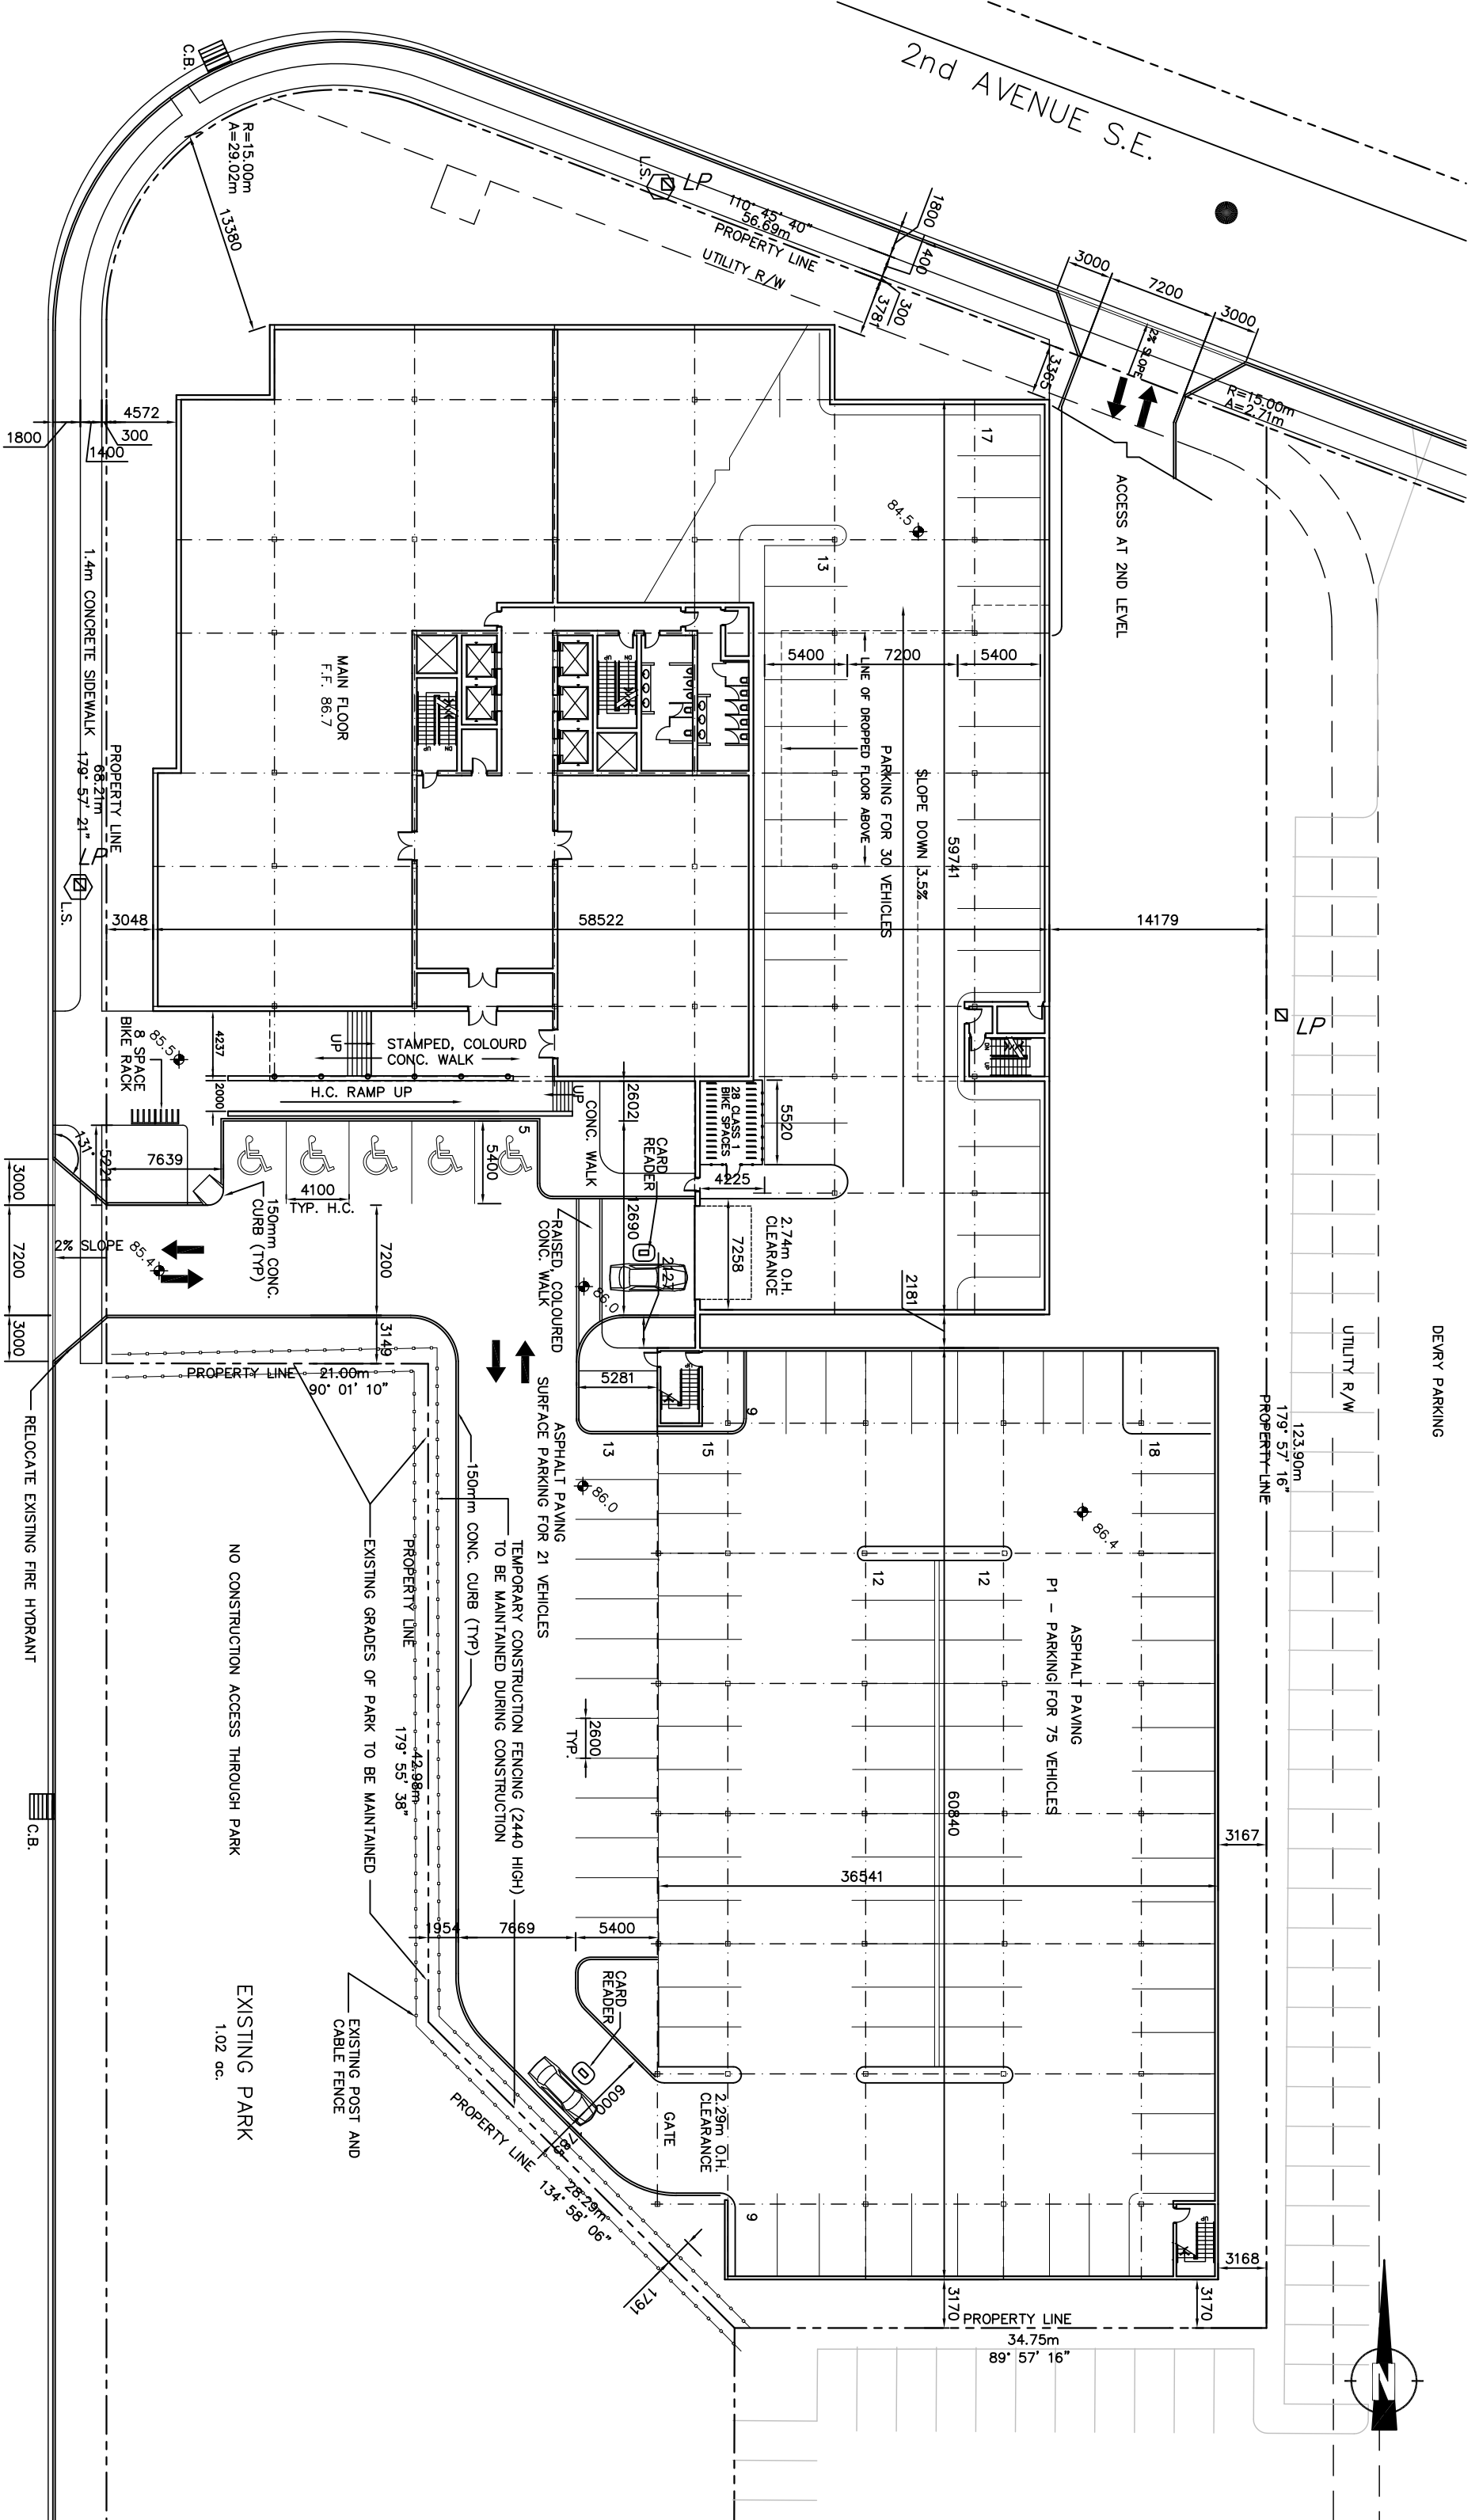 2nd AVENUE S.E.
C.B.
R=15.00m
A=29.02m
13380
L.S.
LP
110° 45' 40"
56.69m
PROPERTY LINE
UTILITY R/W
1800
1400
300
3781
3000
7200
3000
2% SLOPE
3365
R=15.00m
A=2.71m
ACCESS AT 2ND LEVEL
4572
1800
300
1400
17
84.5
13
1.4m CONCRETE SIDEWALK
PROPERTY LINE
68.21m
179° 57' 21"
LP
L.S.
MAIN FLOOR
F.F. 86.7
UP
DN
UP
DN
5400
7200
5400
LINE OF DROPPED FLOOR ABOVE
PARKING FOR 30 VEHICLES
SLOPE DOWN 3.5%
59741
3048
58522
14179
LP
DN
UP
8 SPACE
BIKE RACK
85.5
4237
2000
UP
STAMPED, COLOURD
CONC. WALK
H.C. RAMP UP
UP
CONC. WALK
2602
28 CLASS 1
BIKE SPACES
5520
4225
CARD
READER
12690
5
5400
4100
TYP. H.C.
131°
5221
7639
3000
7200
3000
2% SLOPE
85.4
150mm CONC.
CURB (TYP)
7200
3149
RAISED, COLOURED
CONC. WALK
86.0
2127
7258
2.74m O.H.
CLEARANCE
2181
PROPERTY LINE
21.00m
90° 01' 10"
5281
UP
9
13
15
18
ASPHALT PAVING
SURFACE PARKING FOR 21 VEHICLES
86.0
86.4
150mm CONC. CURB (TYP)
TEMPORARY CONSTRUCTION FENCING (2440 HIGH)
TO BE MAINTAINED DURING CONSTRUCTION
PROPERTY LINE
EXISTING GRADES OF PARK TO BE MAINTAINED
42.98m
179° 55' 38"
NO CONSTRUCTION ACCESS THROUGH PARK
RELOCATE EXISTING FIRE HYDRANT
C.B.
12
12
ASPHALT PAVING
P1 - PARKING FOR 75 VEHICLES
2600
TYP.
60840
36541
3167
1954
7669
5400
CARD
READER
6000
EXISTING POST AND
CABLE FENCE
EXISTING PARK
1.02 ac.
PROPERTY LINE
28.29m
134° 58' 06"
1791
GATE
2.29m O.H.
CLEARANCE
9
UP
3168
3170
3170
PROPERTY LINE
34.75m
89° 57' 16"
123.90m
179° 57' 16"
PROPERTY LINE
UTILITY R/W
DEVRY PARKING
N